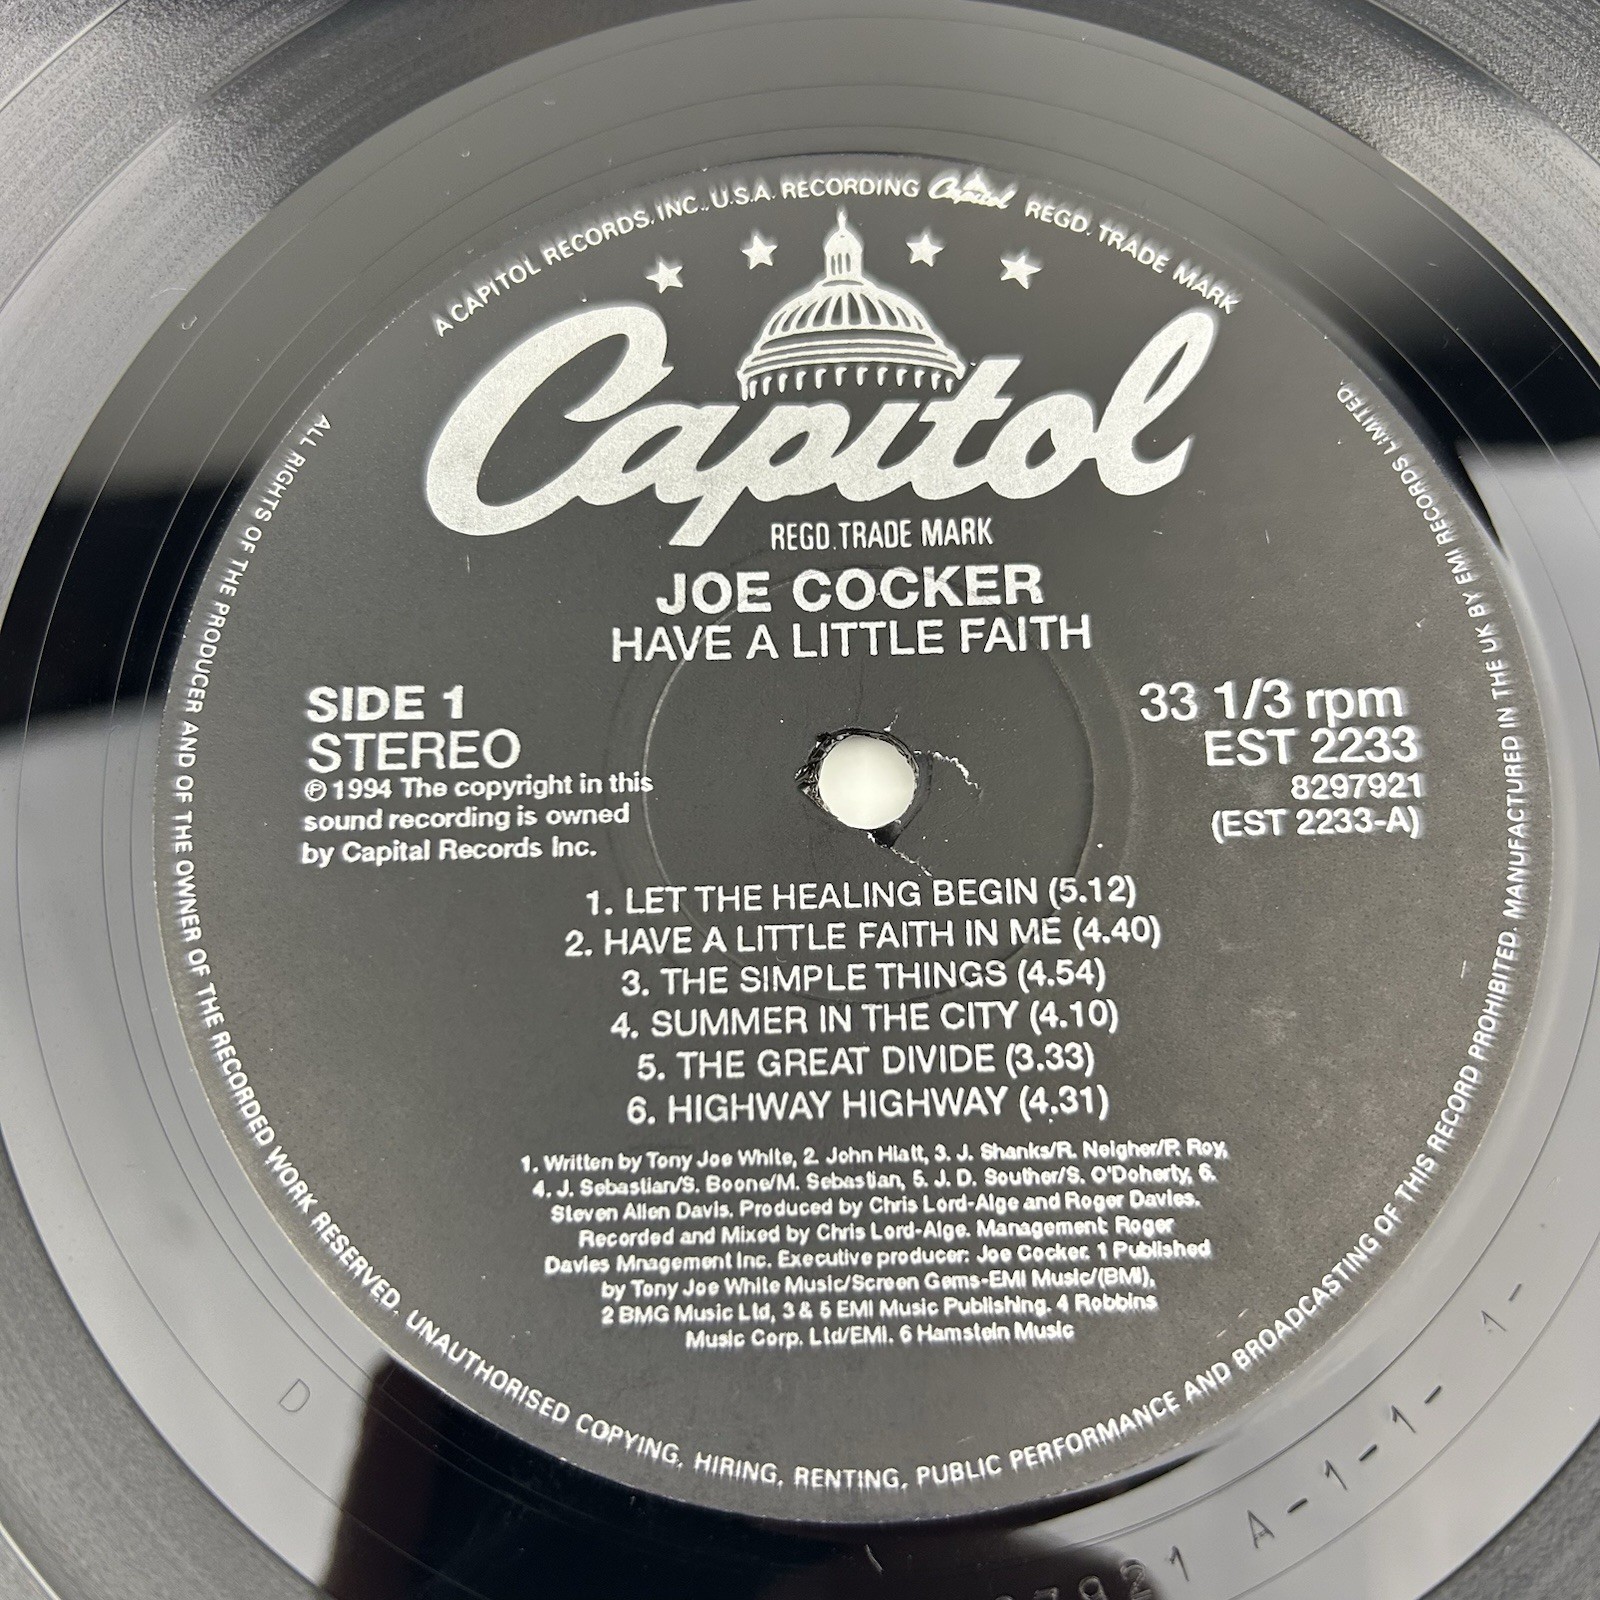 A CAPITOL RECORDS, INC., U.S.A. RECORDING Capitol REGD. TRADE MARK
Capitol
REGD. TRADE MARK
JOE COCKER
HAVE A LITTLE FAITH
SIDE 1
STEREO
℗ 1994 The copyright in this
sound recording is owned
by Capital Records Inc.
33 1/3 rpm
EST 2233
8297921
(EST 2233-A)
1. LET THE HEALING BEGIN (5.12)
2. HAVE A LITTLE FAITH IN ME (4.40)
3. THE SIMPLE THINGS (4.54)
4. SUMMER IN THE CITY (4.10)
5. THE GREAT DIVIDE (3.33)
6. HIGHWAY HIGHWAY (4.31)
1. Written by Tony Joe White, 2. John Hiatt, 3. J. Shanks/R. Neigher/P. Roy,
4. J. Sebastian/S. Boone/M. Sebastian, 5. J. D. Souther/S. O'Doherty, 6.
Steven Allen Davis. Produced by Chris Lord-Alge and Roger Davies.
Recorded and Mixed by Chris Lord-Alge. Management: Roger
Davies Mnagement Inc. Executive producer: Joe Cocker. 1 Published
by Tony Joe White Music/Screen Gems-EMI Music/(BMI),
2 BMG Music Ltd, 3 & 5 EMI Music Publishing. 4 Robbins
Music Corp. Ltd/EMI. 6 Hamstein Music
ALL RIGHTS OF THE PRODUCER AND OF THE OWNER OF THE RECORDED WORK RESERVED. UNAUTHORISED COPYING, HIRING, RENTING, PUBLIC PERFORMANCE AND BROADCASTING OF THIS RECORD PROHIBITED. MANUFACTURED IN THE UK BY EMI RECORDS LIMITED.
D
7921 A-1-1-1-